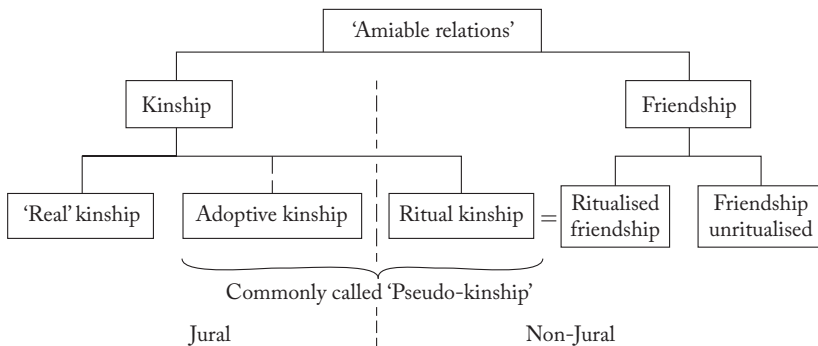 ‘Amiable relations’
Kinship
Friendship
‘Real’ kinship
Adoptive kinship
Ritual kinship
=
Ritualised
friendship
Friendship
unritualised
Commonly called ‘Pseudo-kinship’
Jural
Non-Jural